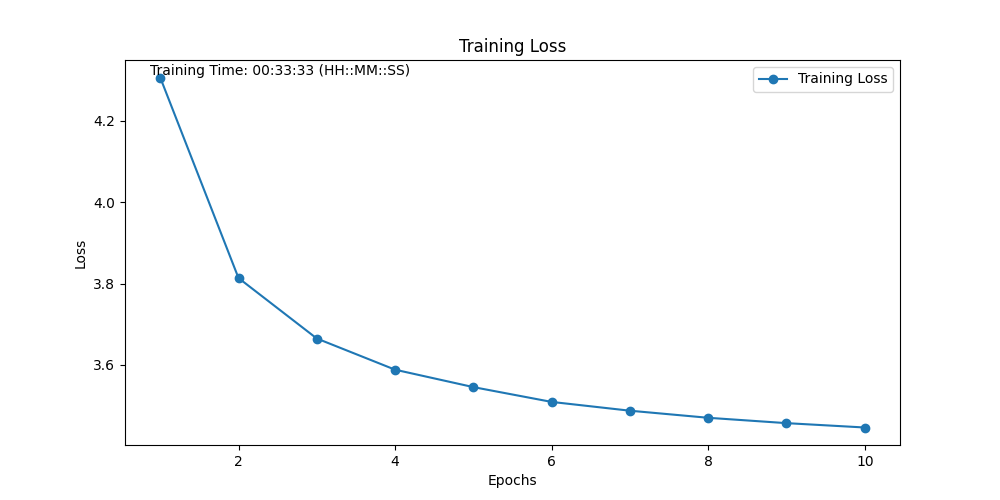 Training Loss
Training Time: 00:33:33 (HH::MM::SS)
Training Loss
4.2
4.0
3.8
3.6
Loss
2
4
6
8
10
Epochs